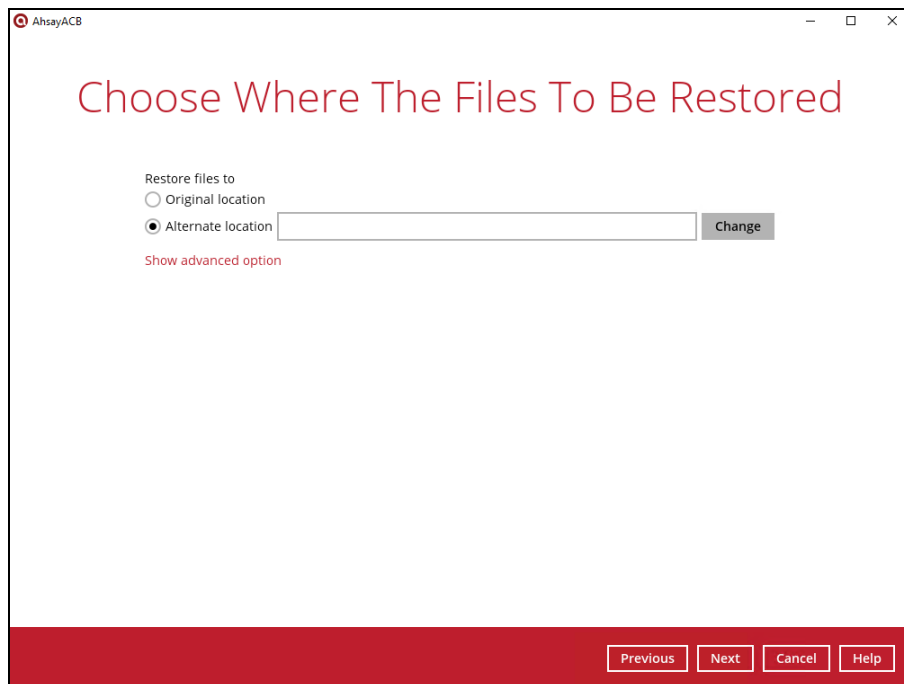 AhsayACB
Choose Where The Files To Be Restored
Restore files to
Original location
Alternate location Change
Show advanced option
Previous Next Cancel Help